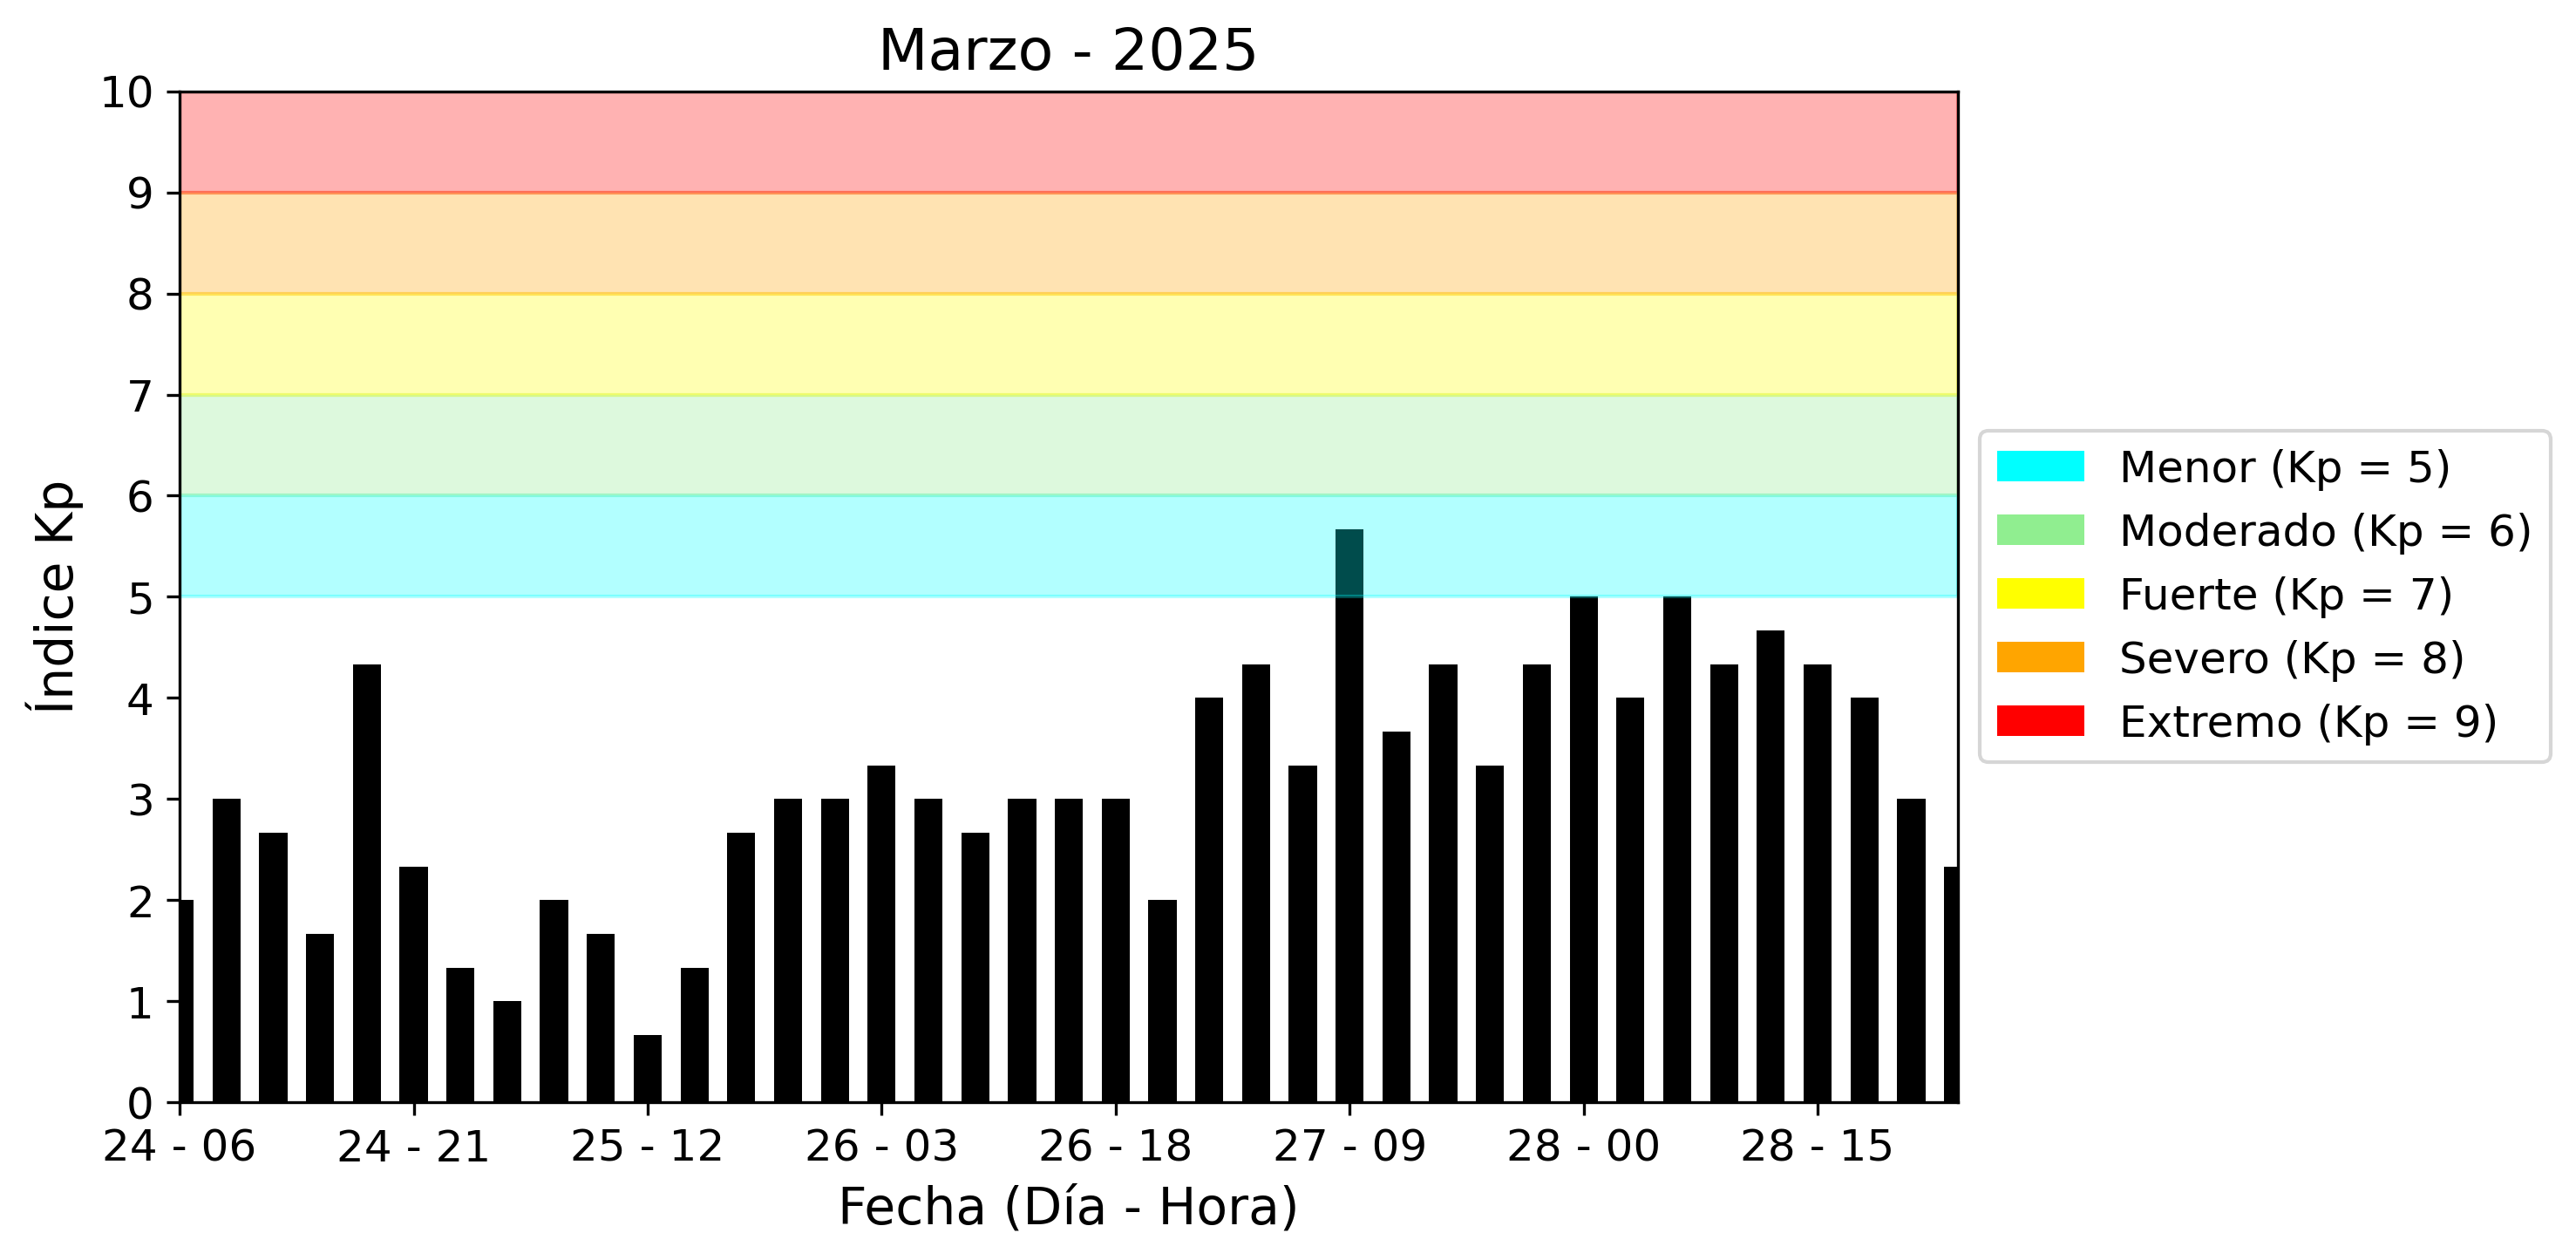 Marzo - 2025
10
9
8
7
6
5
4
3
2
1
0
Índice Kp
24 - 06
24 - 21
25 - 12
26 - 03
26 - 18
27 - 09
28 - 00
28 - 15
Fecha (Día - Hora)
Menor (Kp = 5)
Moderado (Kp = 6)
Fuerte (Kp = 7)
Severo (Kp = 8)
Extremo (Kp = 9)